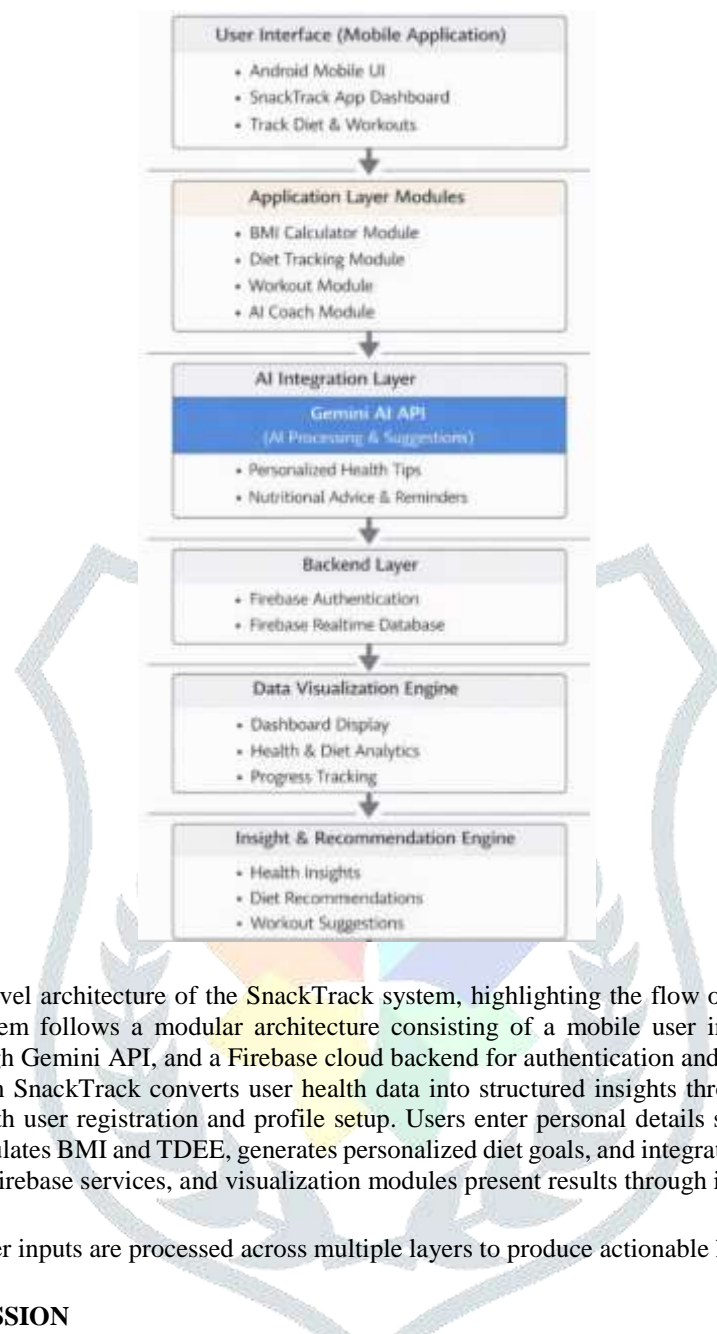 User Interface (Mobile Application)
• Android Mobile UI
• SnackTrack App Dashboard
• Track Diet & Workouts
Application Layer Modules
• BMI Calculator Module
• Diet Tracking Module
• Workout Module
• AI Coach Module
AI Integration Layer
Gemini AI API
(AI Processing & Suggestions)
• Personalized Health Tips
• Nutritional Advice & Reminders
Backend Layer
• Firebase Authentication
• Firebase Realtime Database
Data Visualization Engine
• Dashboard Display
• Health & Diet Analytics
• Progress Tracking
Insight & Recommendation Engine
• Health Insights
• Diet Recommendations
• Workout Suggestions
vel architecture of the SnackTrack system, highlighting the flow o
em follows a modular architecture consisting of a mobile user i
gh Gemini API, and a Firebase cloud backend for authentication and
n SnackTrack converts user health data into structured insights thr
th user registration and profile setup. Users enter personal details s
ulates BMI and TDEE, generates personalized diet goals, and integrat
Firebase services, and visualization modules present results through i
er inputs are processed across multiple layers to produce actionable
SSION